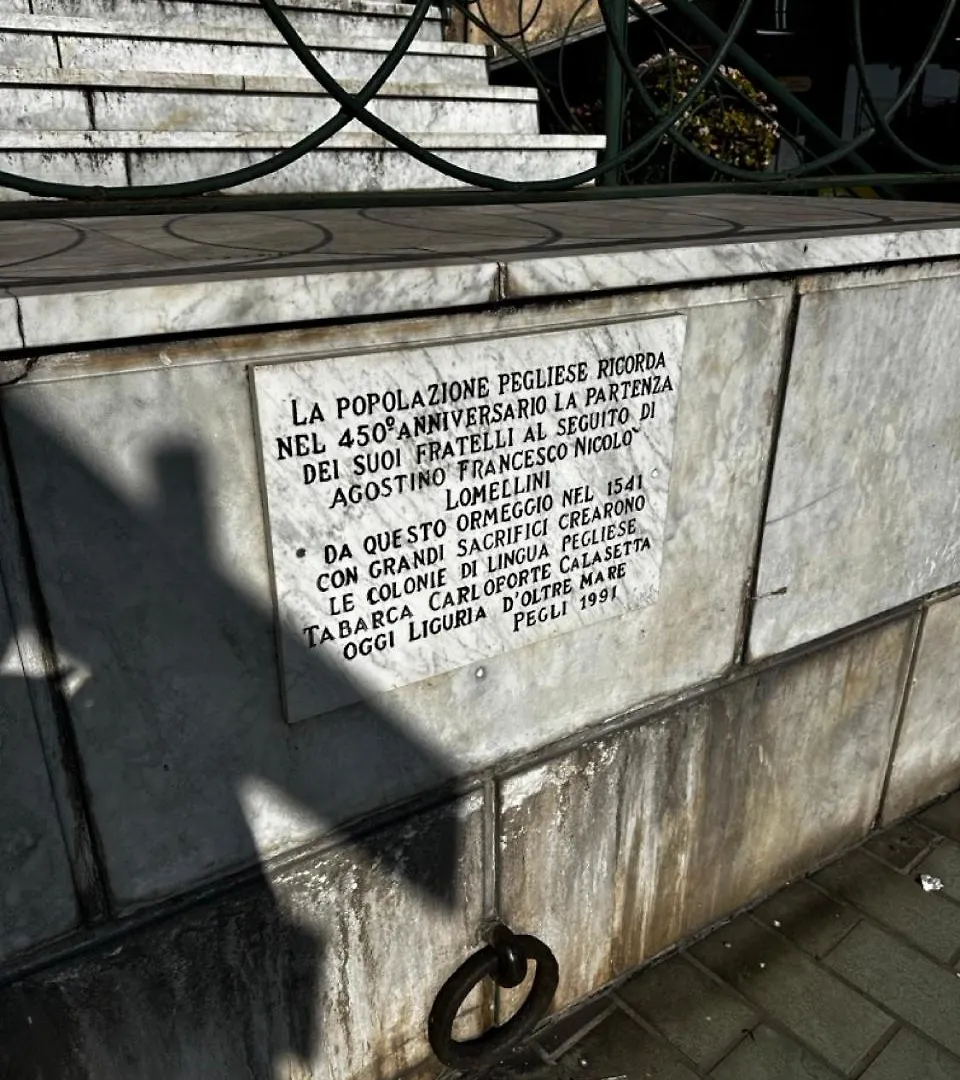 LA POPOLAZIONE PEGLIESE RICORDA
NEL 450º ANNIVERSARIO LA PARTENZA
DEI SUOI FRATELLI AL SEGUITO DI
AGOSTINO FRANCESCO NICOLO`
LOMELLINI
DA QUESTO ORMEGGIO NEL 1541
CON GRANDI SACRIFICI CREARONO
LE COLONIE DI LINGUA PEGLIESE
TABARCA CARLOFORTE CALASETTA
OGGI LIGURIA D'OLTRE MARE
PEGLI 1991